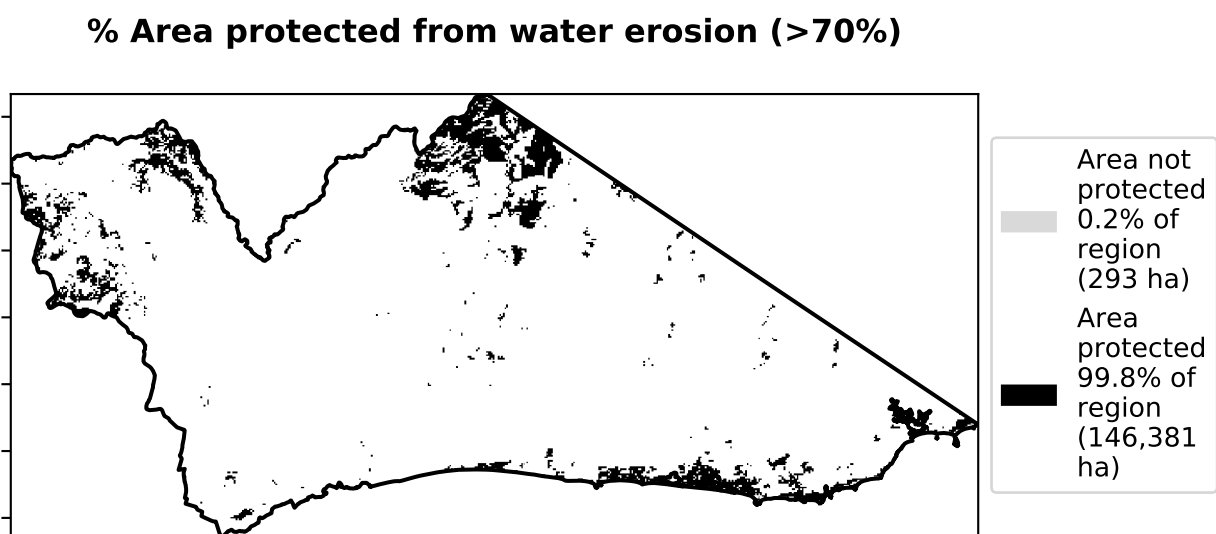 % Area protected from water erosion (>70%)
Area not
protected
0.2% of
region
(293 ha)
Area
protected
99.8% of
region
(146,381
ha)